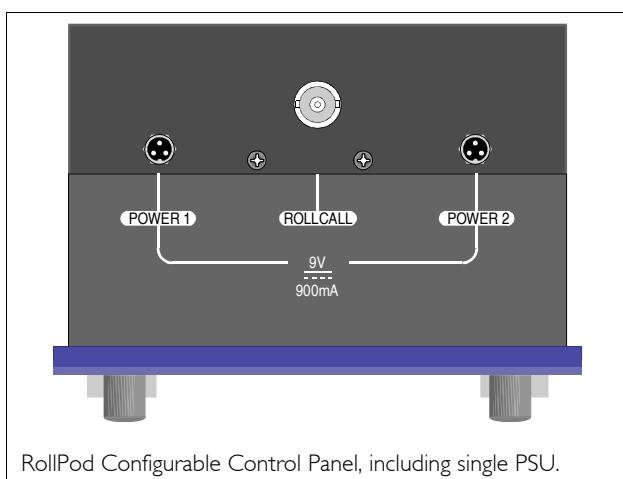 POWER 1
ROLLCALL
POWER 2
9V
900mA
RollPod Configurable Control Panel, including single PSU.